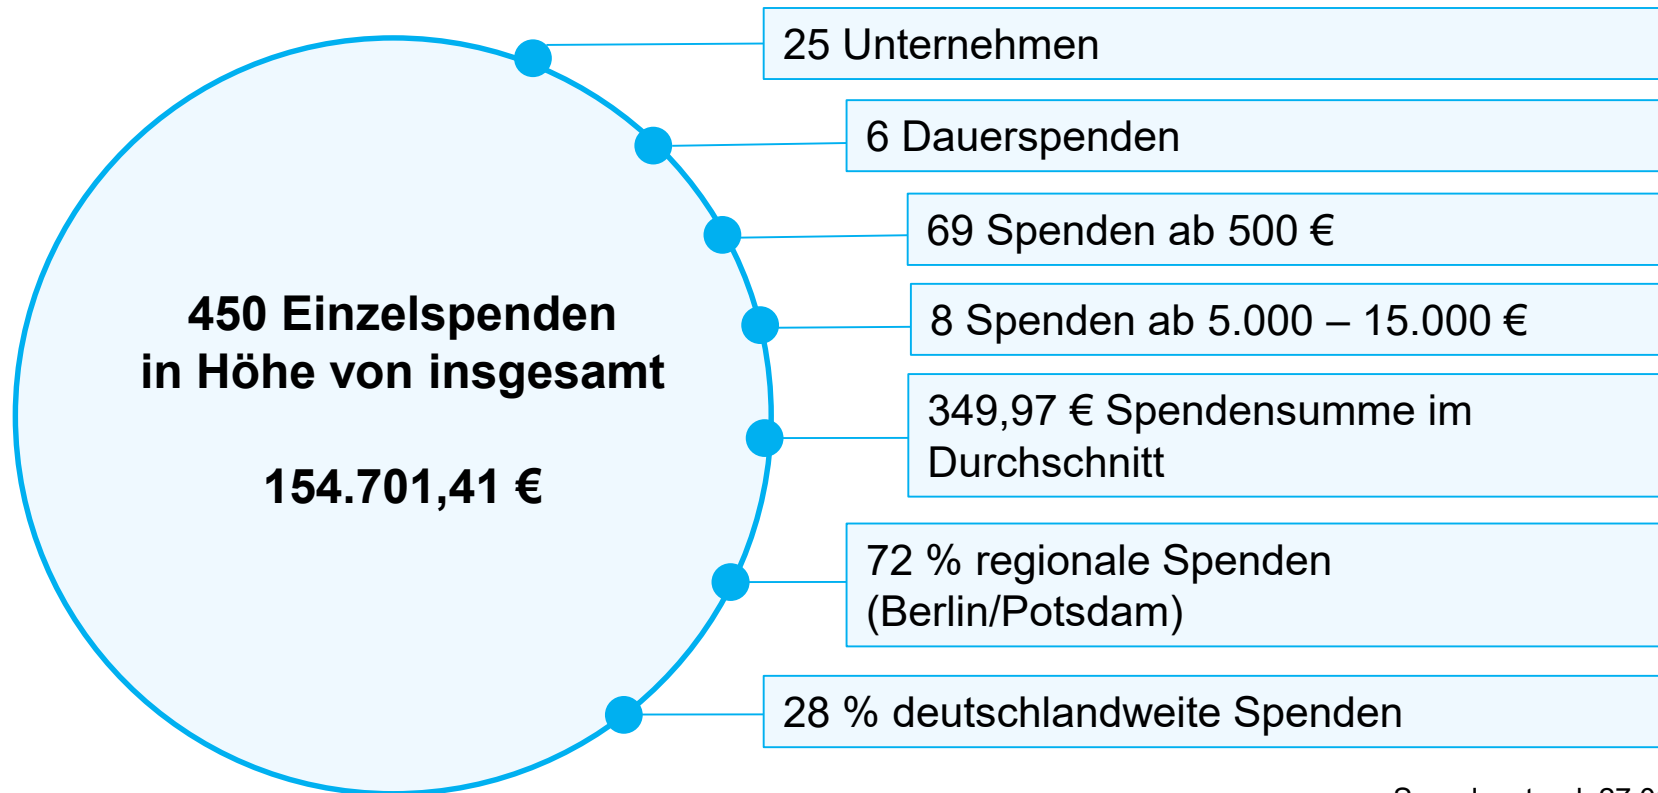 25 Unternehmen
6 Dauerspenden
69 Spenden ab 500 €
8 Spenden ab 5.000 – 15.000 €
450 Einzelspenden
in Höhe von insgesamt
154.701,41 €
349,97 € Spendensumme im
Durchschnitt
72 % regionale Spenden
(Berlin/Potsdam)
28 % deutschlandweite Spenden